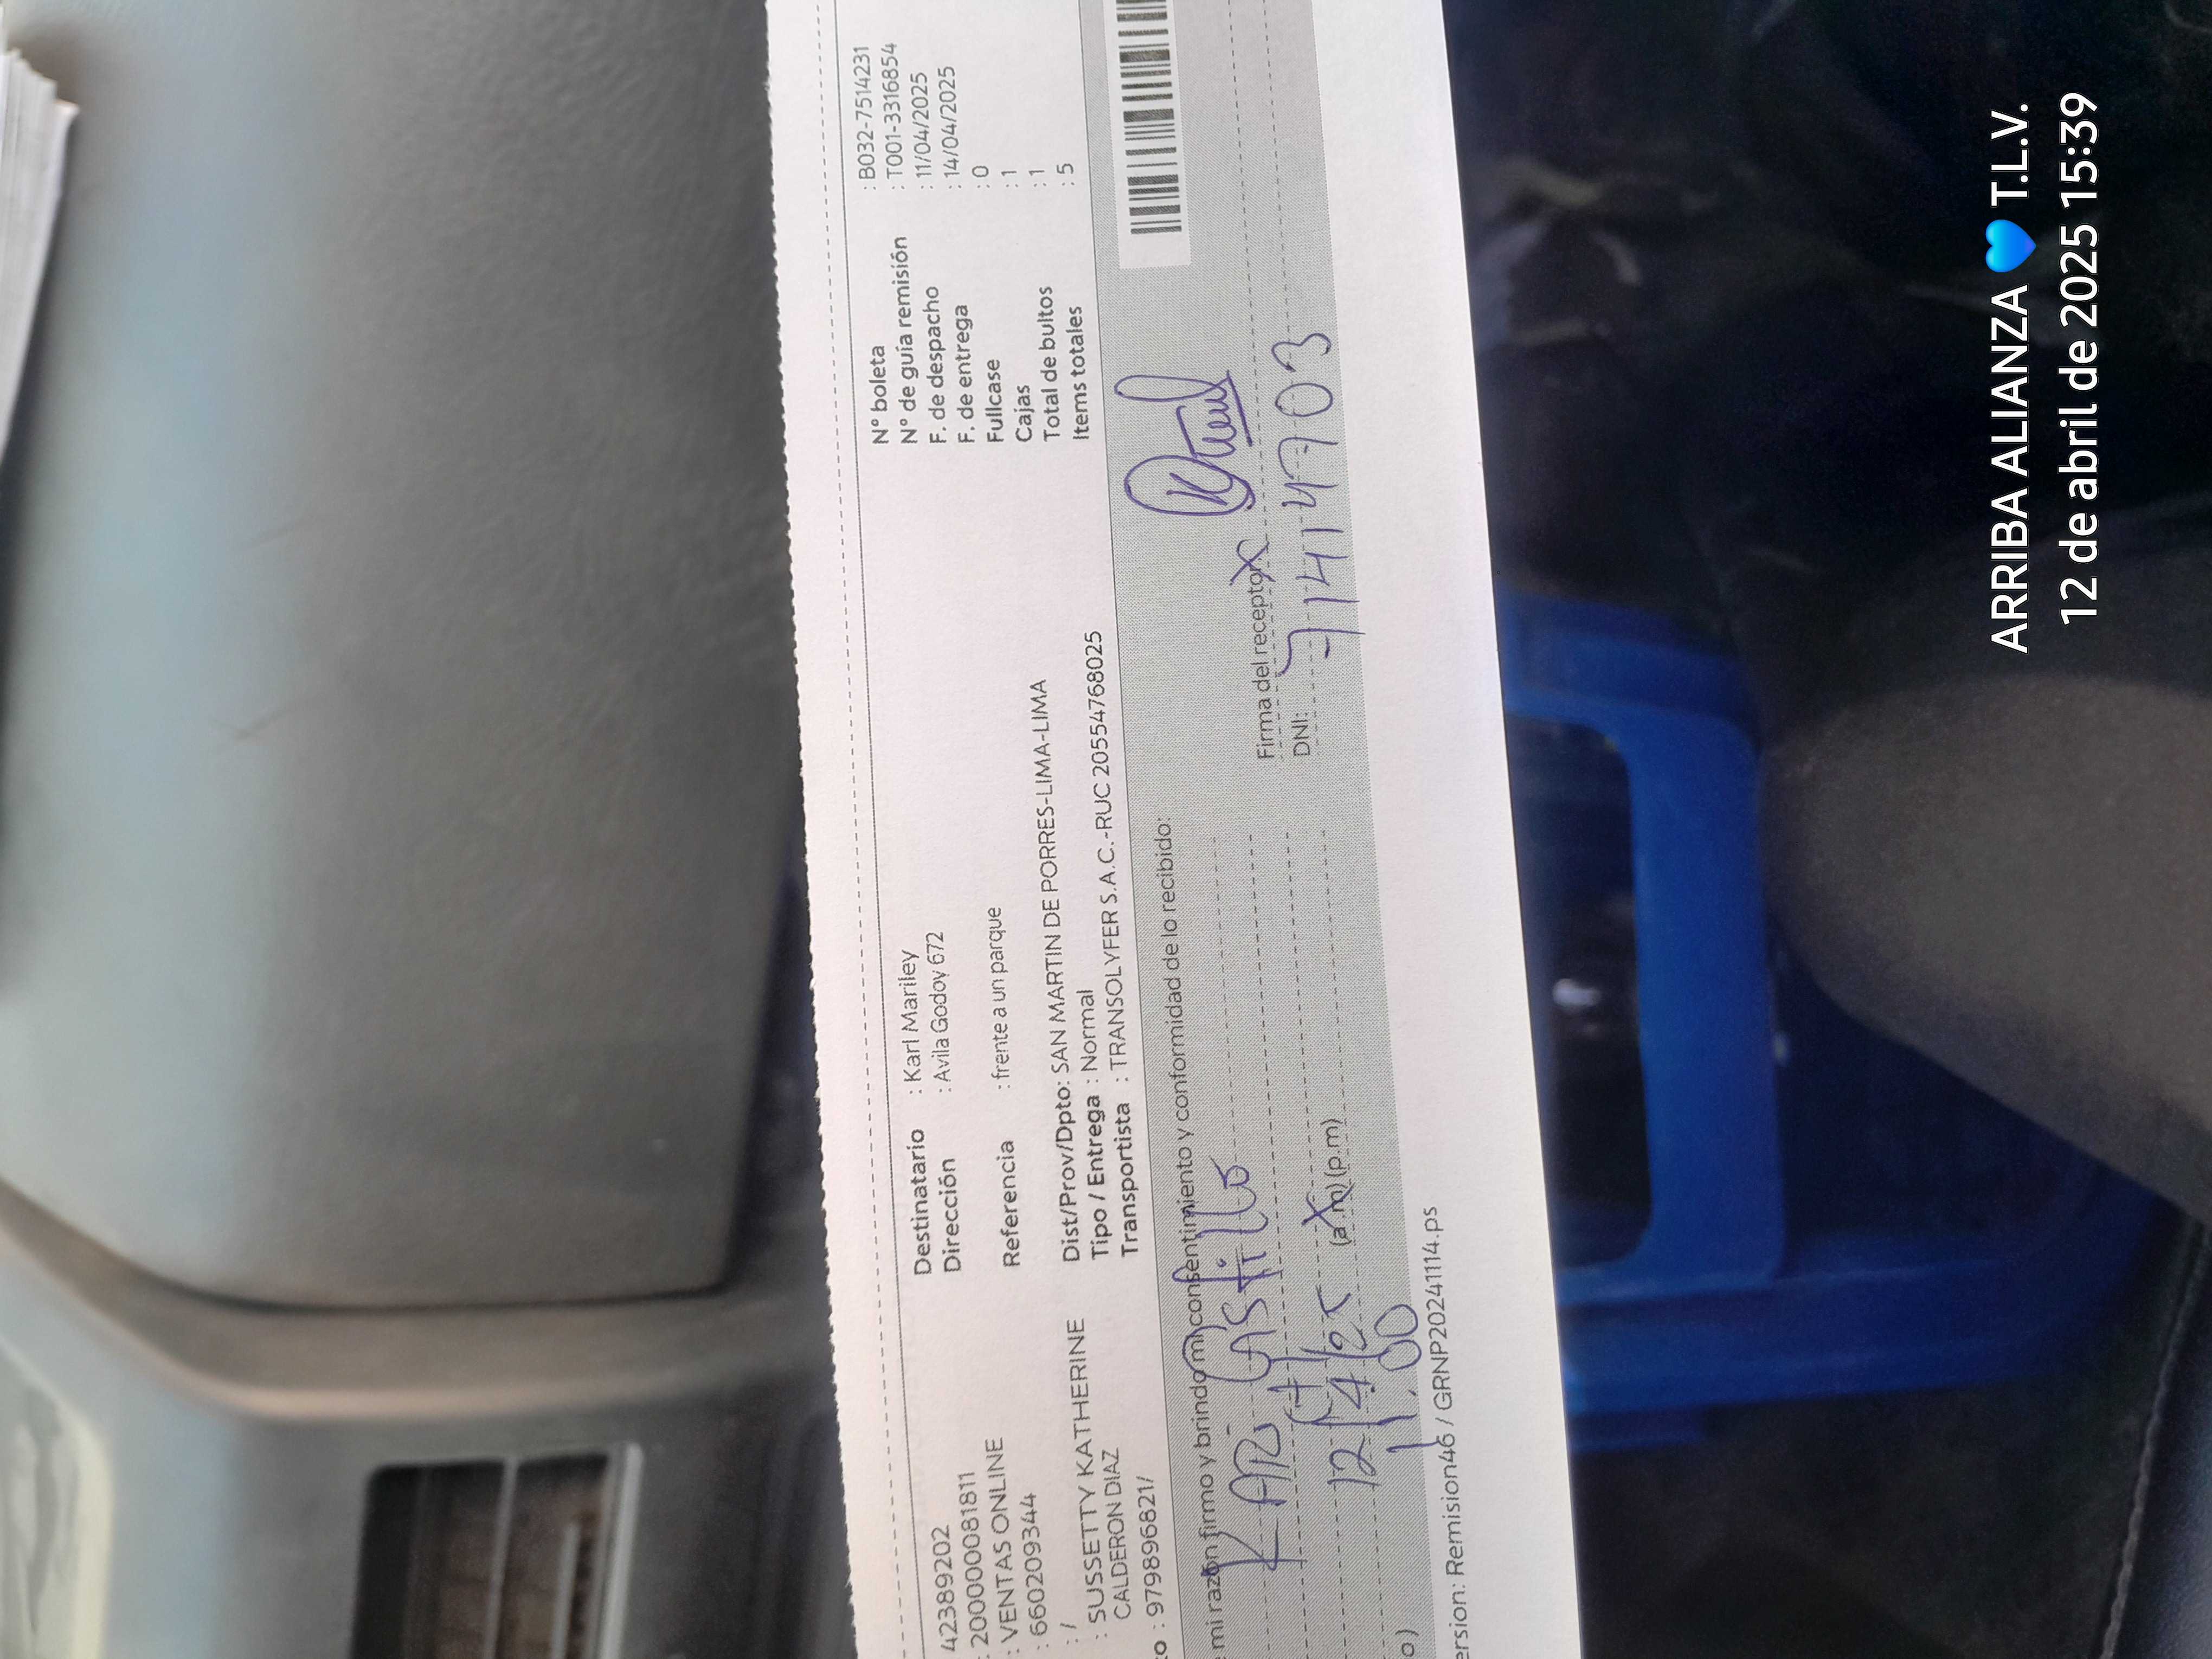 42389202
: 20000081811
: VENTAS ONLINE
: 660209344
: /
: SUSSETTY KATHERINE
CALDERON DIAZ
o : 979896821/
Destinatario : Karl Mariley
Dirección : Avila Godoy 672
Referencia : frente a un parque
Dist/Prov/Dpto: SAN MARTIN DE PORRES-LIMA-LIMA
Tipo / Entrega : Normal
Transportista : TRANSOLYFER S.A.C.-RUC 20554768025
N° boleta : B032-7514231
N° de guía remisión : T001-3316854
F. de despacho : 11/04/2025
F. de entrega : 14/04/2025
Fullcase : 0
Cajas : 1
Total de bultos : 1
Items totales : 5
mi razón firmo y brindo mi consentimiento y conformidad de lo recibido:
Castillo
12/4/25
(a.m)(p.m)
1:00
o)
Firma del receptor X
DNI: 71414703
ersion: Remision46 / GRNP20241114.ps
ARRIBA ALIANZA 💙 T.L.V.
12 de abril de 2025 15:39